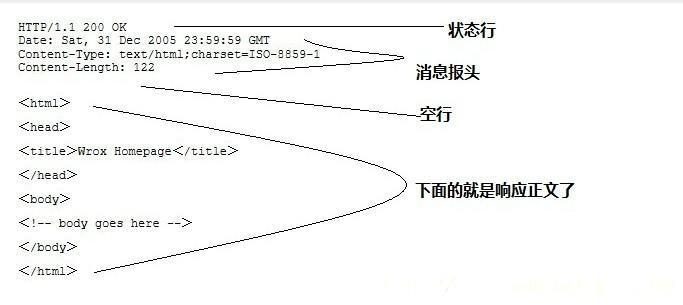 HTTP/1.1 200 OK
状态行
Date: Sat, 31 Dec 2005 23:59:59 GMT
Content-Type: text/html;charset=ISO-8859-1
Content-Length: 122
消息报头
空行
<html>
<head>
<title>Wrox Homepage</title>
</head>
<body>
下面的就是响应正文了
<!-- body goes here -->
</body>
</html>